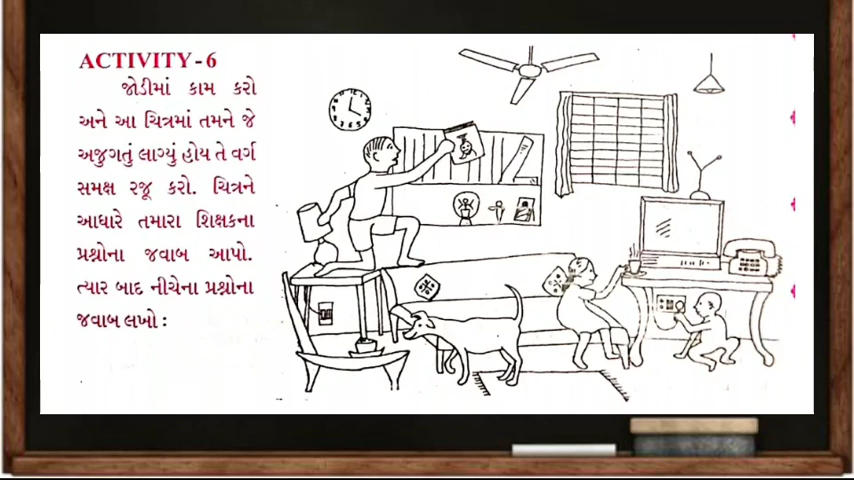 ACTIVITY - 6
જોડીમાં કામ કરો
અને આ ચિત્રમાં તમને જે
અજુગતું લાગ્યું હોય તે વર્ગ
સમક્ષ રજૂ કરો. ચિત્રને
આધારે તમારા શિક્ષકના
પ્રશ્નોના જવાબ આપો.
ત્યાર બાદ નીચેના પ્રશ્નોના
જવાબ લખો :